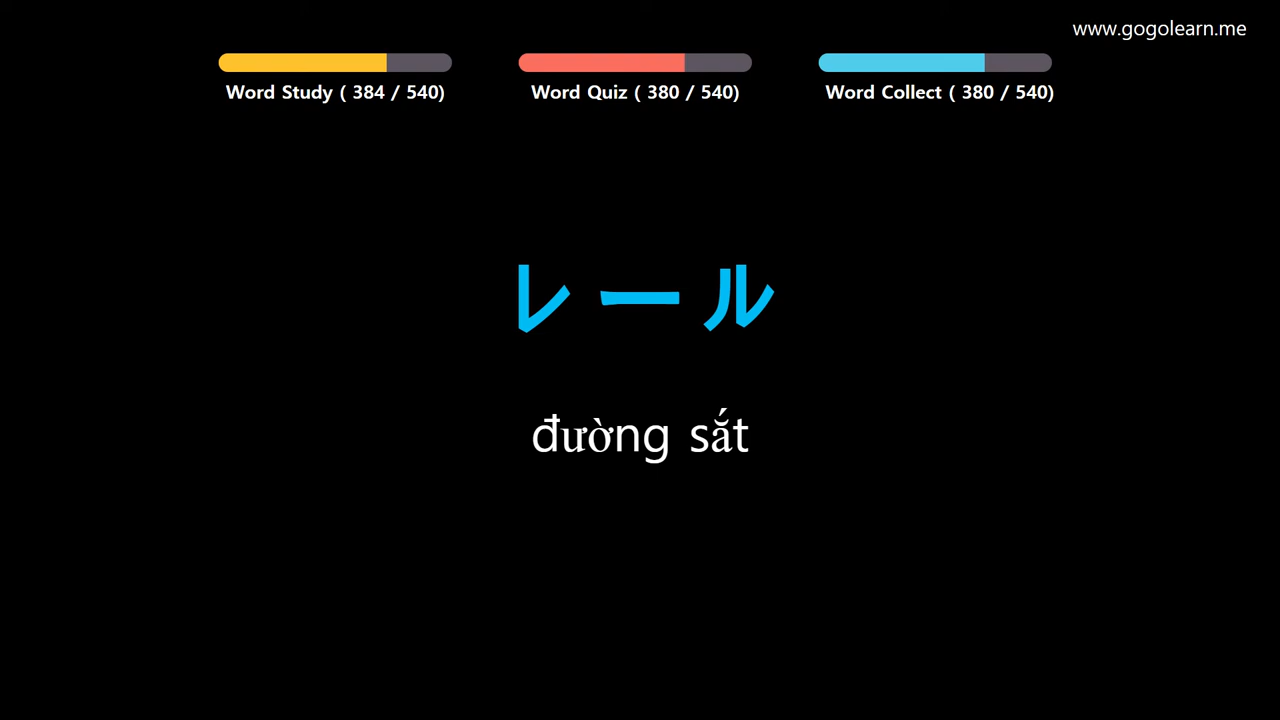 www.gogolearn.me
Word Study ( 384 / 540)
Word Quiz ( 380 / 540)
Word Collect ( 380 / 540)
レール
đường sắt